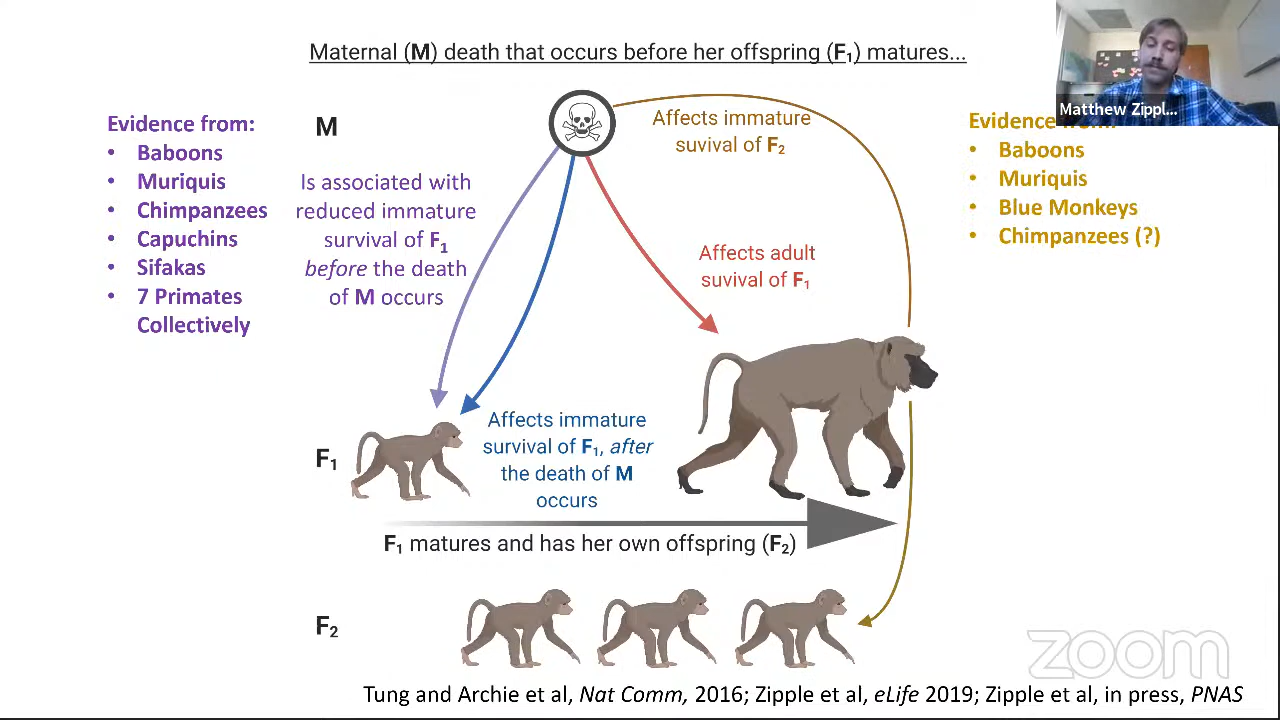 Maternal (M) death that occurs before her offspring (F₁) matures...
Matthew Zippl...
Evidence from:
• Baboons
• Muriquis
• Chimpanzees
• Capuchins
• Sifakas
• 7 Primates
Collectively
M
Is associated with
reduced immature
survival of F₁
before the death
of M occurs
Affects immature
suvival of F₂
Evidence from:
• Baboons
• Muriquis
• Blue Monkeys
• Chimpanzees (?)
Affects adult
suvival of F₁
F₁
Affects immature
survival of F₁, after
the death of M
occurs
F₁ matures and has her own offspring (F₂)
F₂
zoom
Tung and Archie et al, Nat Comm, 2016; Zipple et al, eLife 2019; Zipple et al, in press, PNAS